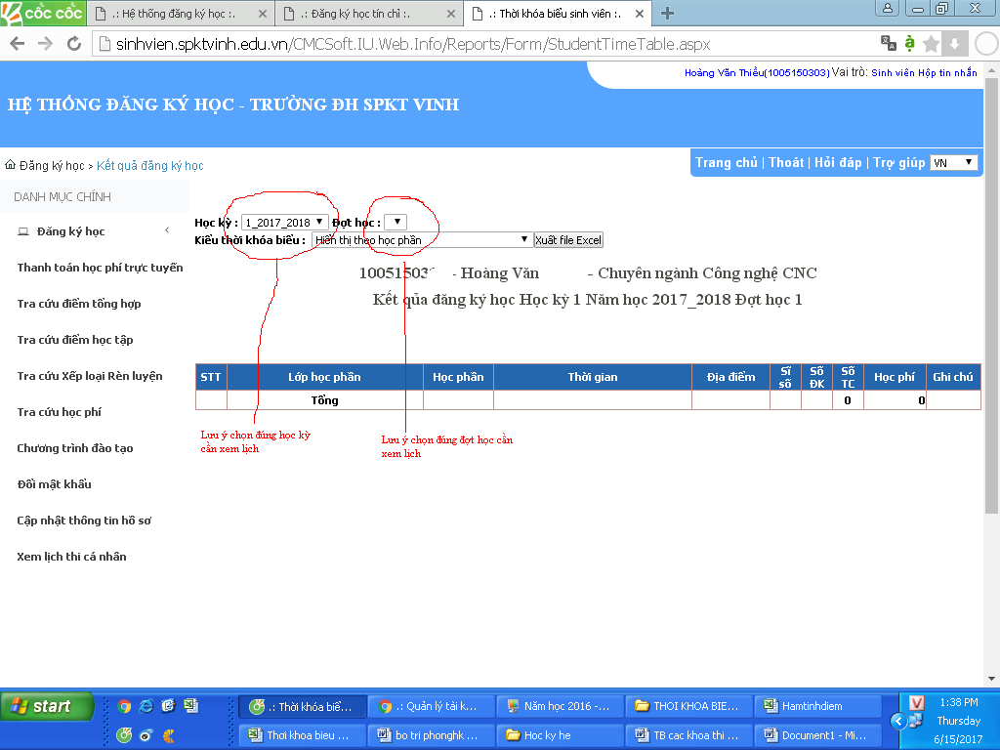 cốc cốc
.: Hệ thống đăng ký học :.
.: Đăng ký học tín chỉ :.
.: Thời khóa biểu sinh viên :.
sinhvien.spktvinh.edu.vn/CMCSoft.IU.Web.Info/Reports/Form/StudentTimeTable.aspx
Hoàng Văn Thiều(1005150303) Vai trò: Sinh viên Hộp tin nhắn
HỆ THỐNG ĐĂNG KÝ HỌC - TRƯỜNG ĐH SPKT VINH
Đăng ký học > Kết quả đăng ký học
Trang chủ | Thoát | Hỏi đáp | Trợ giúp VN
DANH MỤC CHÍNH
Đăng ký học
Thanh toán học phí trực tuyến
Tra cứu điểm tổng hợp
Tra cứu điểm học tập
Tra cứu Xếp loại Rèn luyện
Tra cứu học phí
Chương trình đào tạo
Đổi mật khẩu
Cập nhật thông tin hồ sơ
Xem lịch thi cá nhân
Học kỳ : 1_2017_2018 Đợt học :
Kiểu thời khóa biểu : Hiển thị theo học phần Xuất file Excel
- Hoàng Văn - Chuyên ngành Công nghệ CNC
Kết qủa đăng ký học Học kỳ 1 Năm học 2017_2018 Đợt học 1
STT Lớp học phần Học phần Thời gian Địa điểm Sĩ số Số ĐK Số TC Học phí Ghi chú
Tổng 0 0
Lưu ý chọn đúng học kỳ
cần xem lịch
Lưu ý chọn đúng đợt học cần
xem lịch
start
.: Thời khóa biể...
.: Quản lý tài k...
Năm học 2016 -...
THOI KHOA BIE...
Hamtinhdiem
Thơi khoa bieu ...
bo tri phonghk ...
Hoc ky he
TB cac khoa thi ...
Document1 - Mi...
1:38 PM
Thursday
6/15/2017